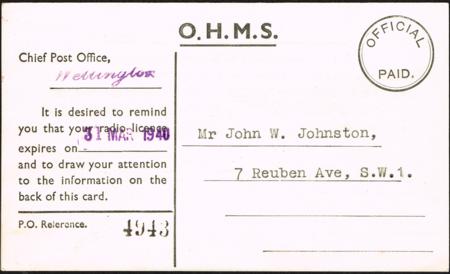 O.H.M.S.
OFFICIAL
PAID.
Chief Post Office,
Wellington
It is desired to remind
you that your radio licence
expires on 31 MAR 1940
and to draw your attention
to the information on the
back of this card.
P.O. Reference. 4943
Mr John W. Johnston,
7 Reuben Ave, S.W.1.